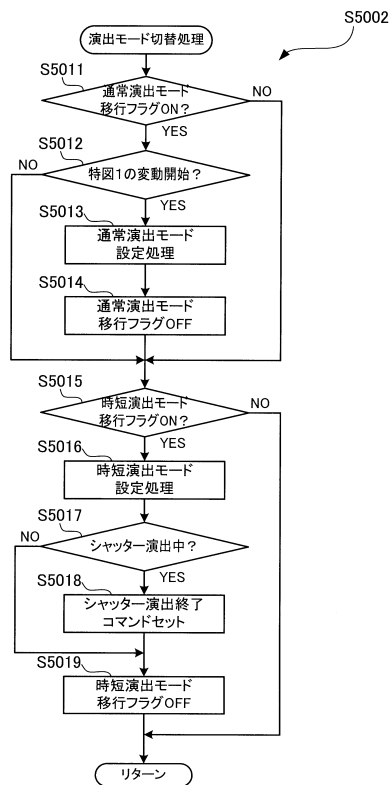 演出モード切替処理
S5002
S5011
通常演出モード
移行フラグON?
NO
YES
S5012
NO
特図1の変動開始?
YES
S5013
通常演出モード
設定処理
S5014
通常演出モード
移行フラグOFF
S5015
時短演出モード
移行フラグON?
NO
YES
S5016
時短演出モード
設定処理
S5017
NO
シャッター演出中?
YES
S5018
シャッター演出終了
コマンドセット
S5019
時短演出モード
移行フラグOFF
リターン